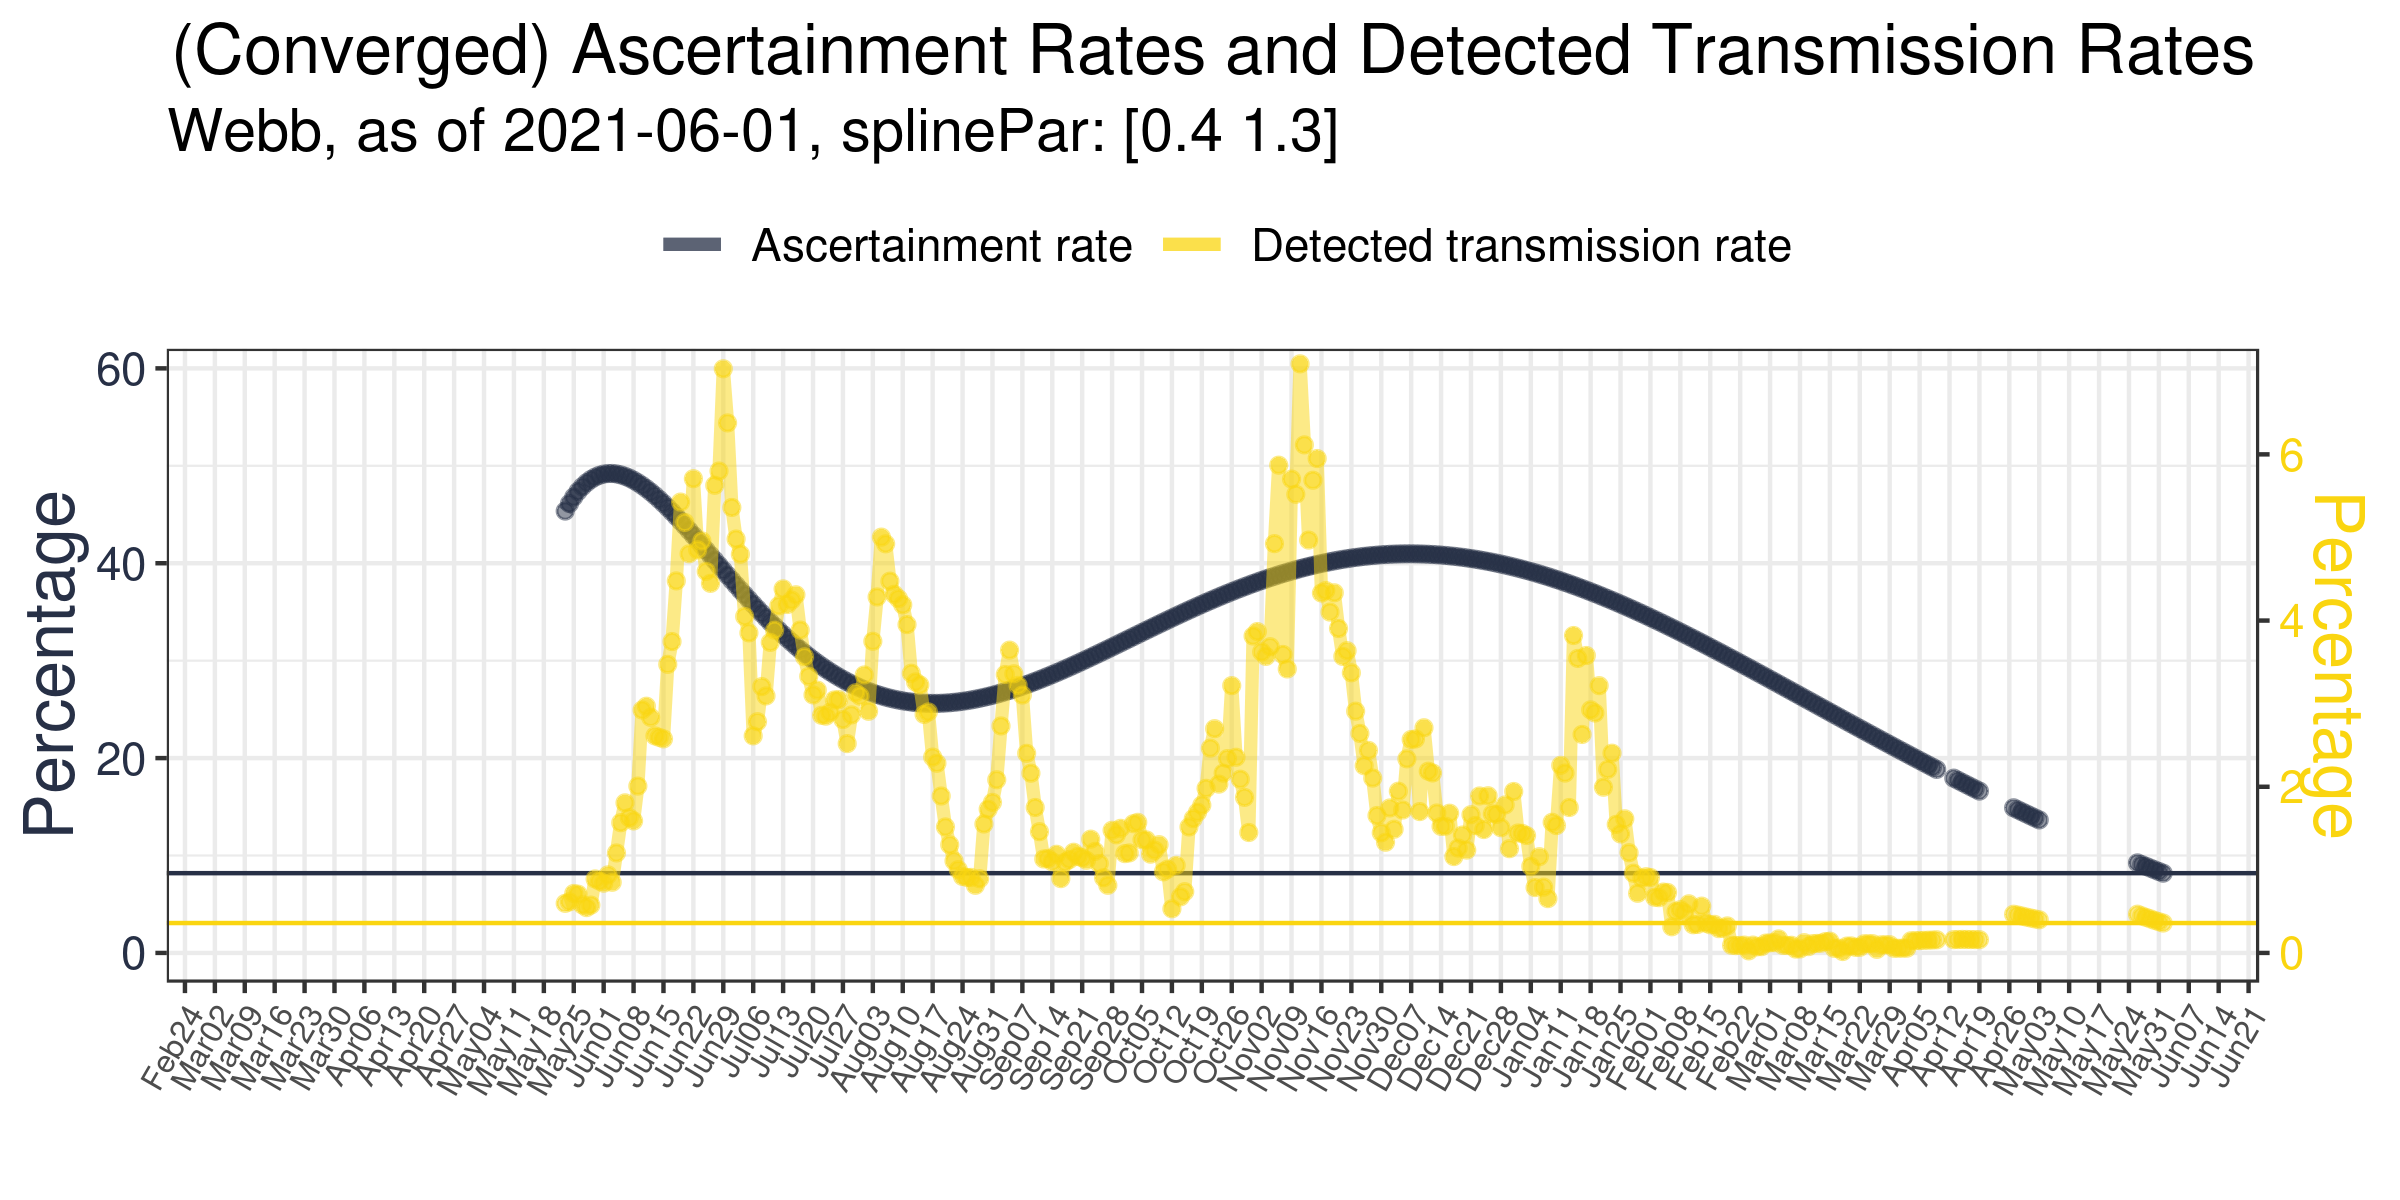 (Converged) Ascertainment Rates and Detected Transmission Rates
Webb, as of 2021-06-01, splinePar: [0.4 1.3]
Ascertainment rate
Detected transmission rate
Percentage
60
40
20
0
6
4
2
0
Percentage
Feb24
Mar02
Mar09
Mar16
Mar23
Mar30
Apr06
Apr13
Apr20
Apr27
May04
May11
May18
May25
Jun01
Jun08
Jun15
Jun22
Jun29
Jul06
Jul13
Jul20
Jul27
Aug03
Aug10
Aug17
Aug24
Aug31
Sep07
Sep14
Sep21
Sep28
Oct05
Oct12
Oct19
Oct26
Nov02
Nov09
Nov16
Nov23
Nov30
Dec07
Dec14
Dec21
Dec28
Jan04
Jan11
Jan18
Jan25
Feb01
Feb08
Feb15
Feb22
Mar01
Mar08
Mar15
Mar22
Mar29
Apr05
Apr12
Apr19
Apr26
May03
May10
May17
May24
May31
Jun07
Jun14
Jun21